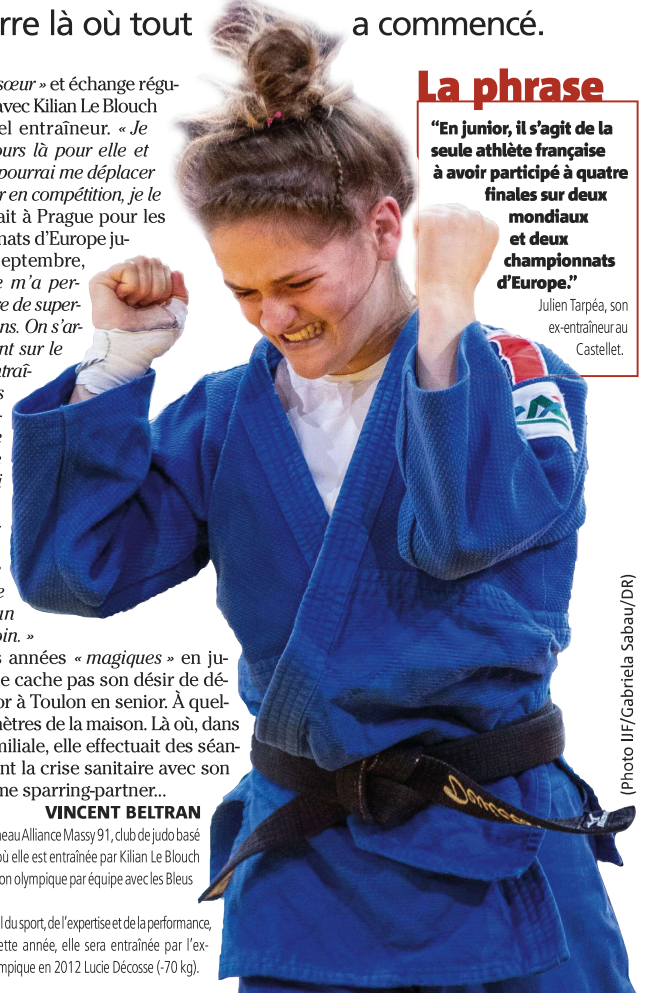 rre là où tout a commencé.
sœur » et échange régu-
avec Kilian Le Blouch
el entraîneur. « Je
ours là pour elle et
pourrai me déplacer
r en compétition, je le
ait à Prague pour les
nats d'Europe ju-
eptembre,
e m'a per-
re de super-
ns. On s'ar-
nt sur le
ntraî-
s
-
e
e
i
e
un
oin. »
s années « magiques » en ju-
e cache pas son désir de dé-
or à Toulon en senior. À quel-
mètres de la maison. Là où, dans
miliale, elle effectuait des séan-
nt la crise sanitaire avec son
me sparring-partner...
VINCENT BELTRAN
neau Alliance Massy 91, club de judo basé
où elle est entraînée par Kilian Le Blouch
on olympique par équipe avec les Bleus
l du sport, de l'expertise et de la performance,
ette année, elle sera entraînée par l'ex-
mpique en 2012 Lucie Décosse (-70 kg).
La phrase
“En junior, il s'agit de la
seule athlète française
à avoir participé à quatre
finales sur deux
mondiaux
et deux
championnats
d'Europe.”
Julien Tarpéa, son
ex-entraîneur au
Castellet.
(Photo IJF/Gabriela Sabau/DR)